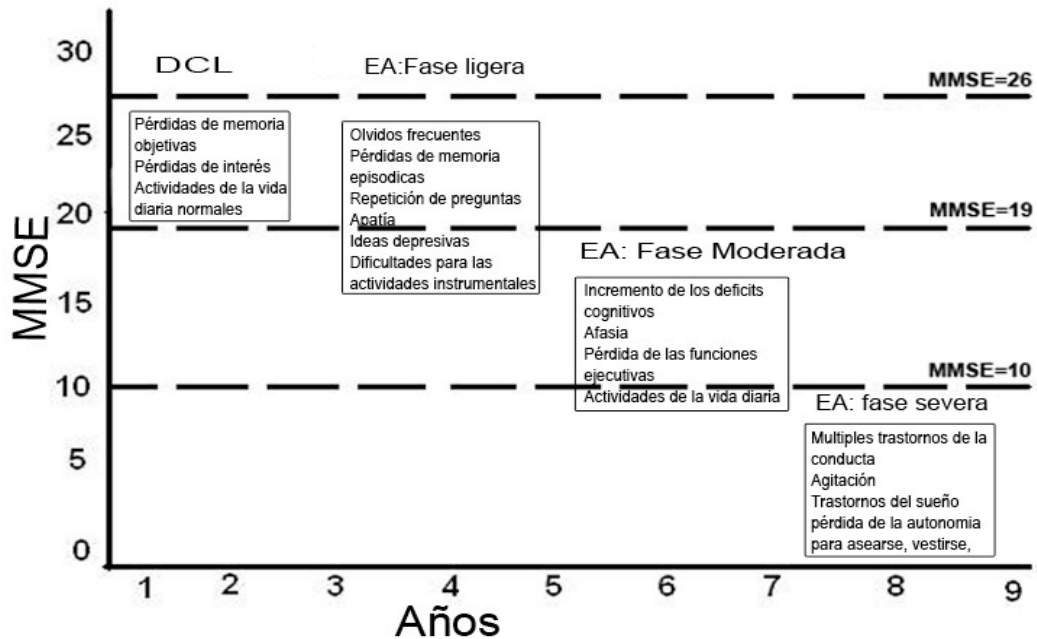 30
DCL
EA:Fase ligera
MMSE=26
25
Pérdidas de memoria
objetivas
Pérdidas de interés
Actividades de la vida
diaria normales
Olvidos frecuentes
Pérdidas de memoria
episodicas
Repetición de preguntas
Apatía
Ideas depresivas
Dificultades para las
actividades instrumentales
20
MMSE=19
EA: Fase Moderada
MMSE
15
Incremento de los deficits
cognitivos
Afasia
Pérdida de las funciones
ejecutivas
Actividades de la vida diaria
10
MMSE=10
EA: fase severa
5
Multiples trastornos de la
conducta
Agitación
Trastornos del sueño
pérdida de la autonomia
para asearse, vestirse,
0
1 2 3 4 5 6 7 8 9
Años